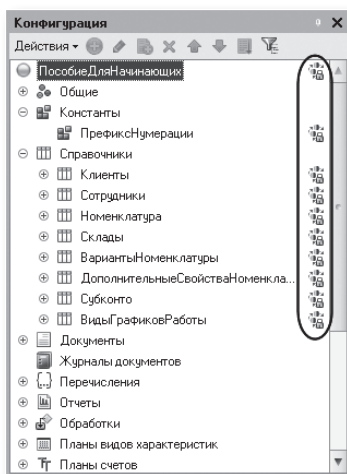 Конфигурация
Действия
ПособиеДляНачинающих
Общие
Константы
ПрефиксНумерации
Справочники
Клиенты
Сотрудники
Номенклатура
Склады
ВариантыНоменклатуры
ДополнительныеСвойстваНоменкла...
Субконто
ВидыГрафиковРаботы
Документы
Журналы документов
Перечисления
Отчеты
Обработки
Планы видов характеристик
Планы счетов